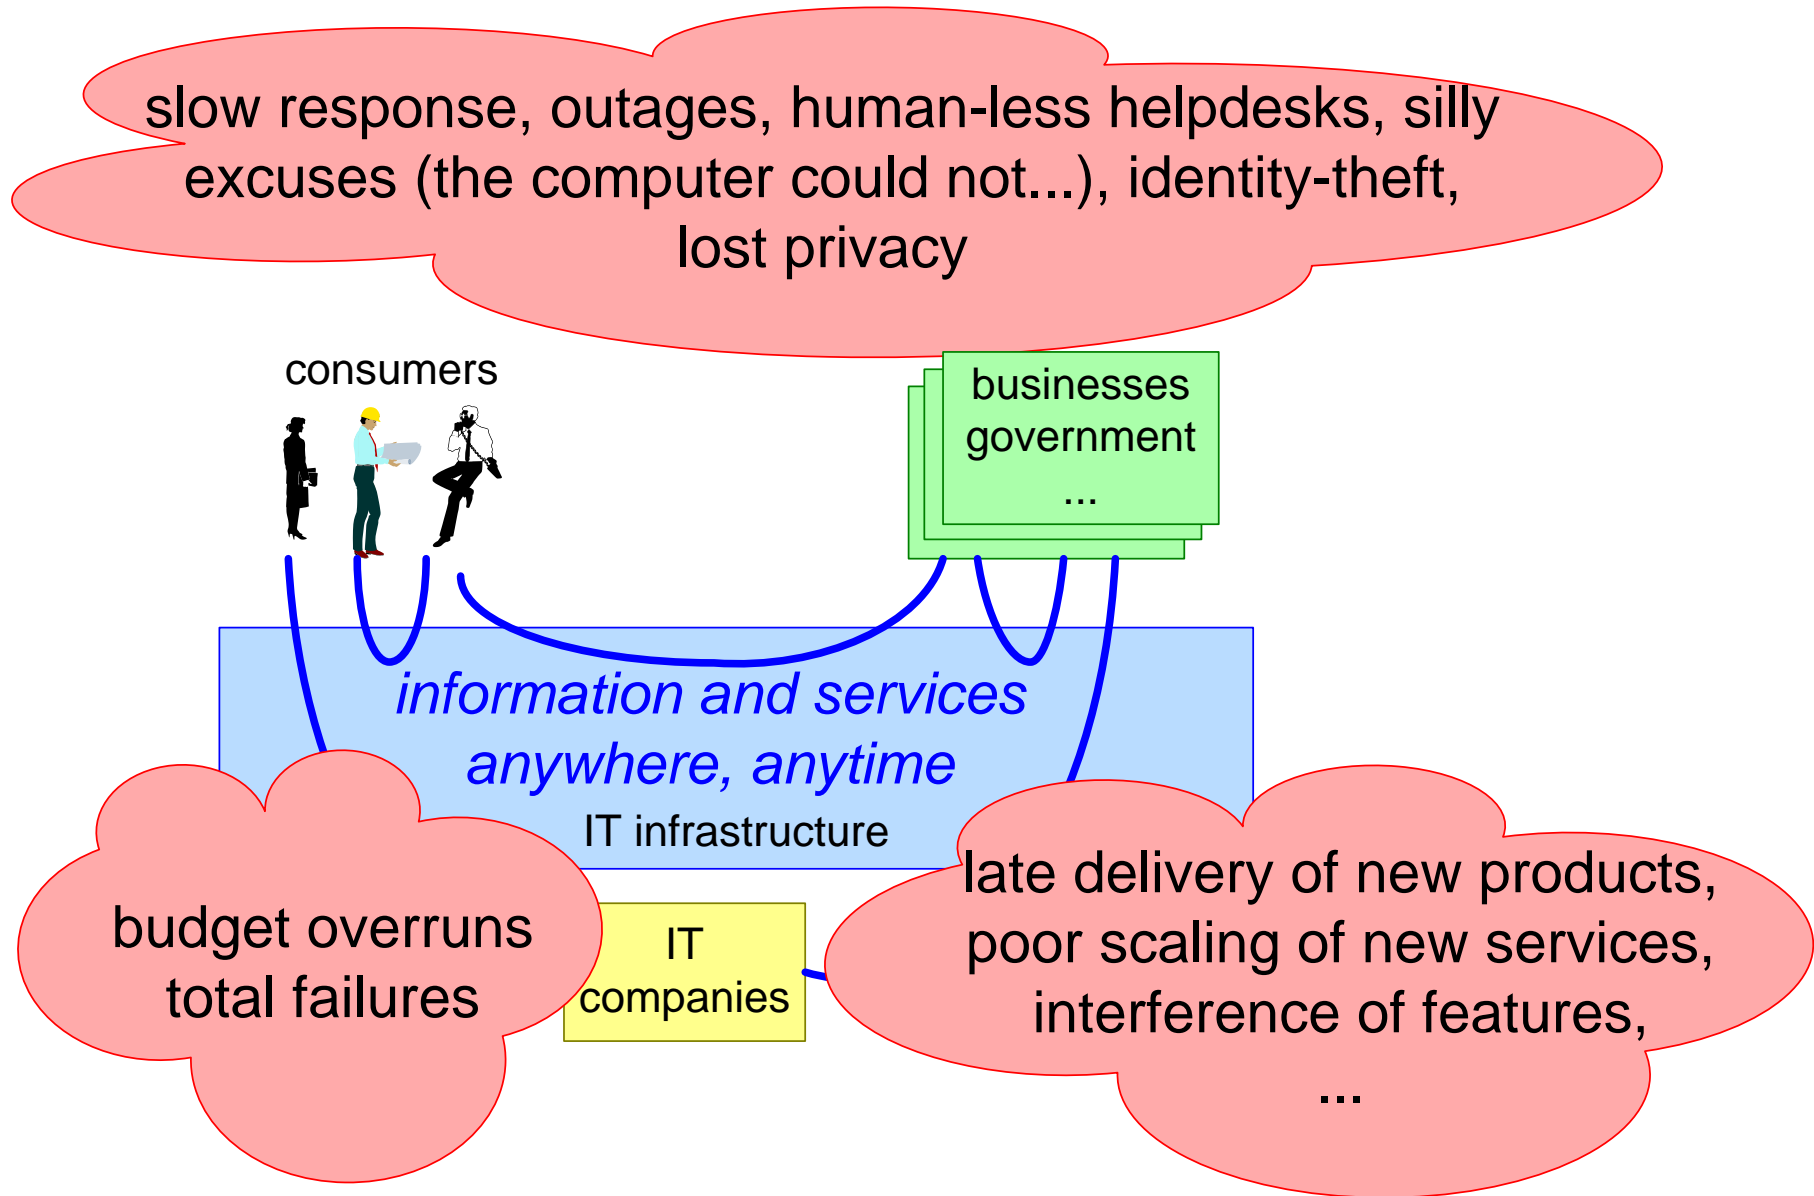 slow response, outages, human-less helpdesks, silly
excuses (the computer could not...), identity-theft,
lost privacy
consumers
businesses
government
...
information and services
anywhere, anytime
IT infrastructure
budget overruns
total failures
IT
companies
late delivery of new products,
poor scaling of new services,
interference of features,
...